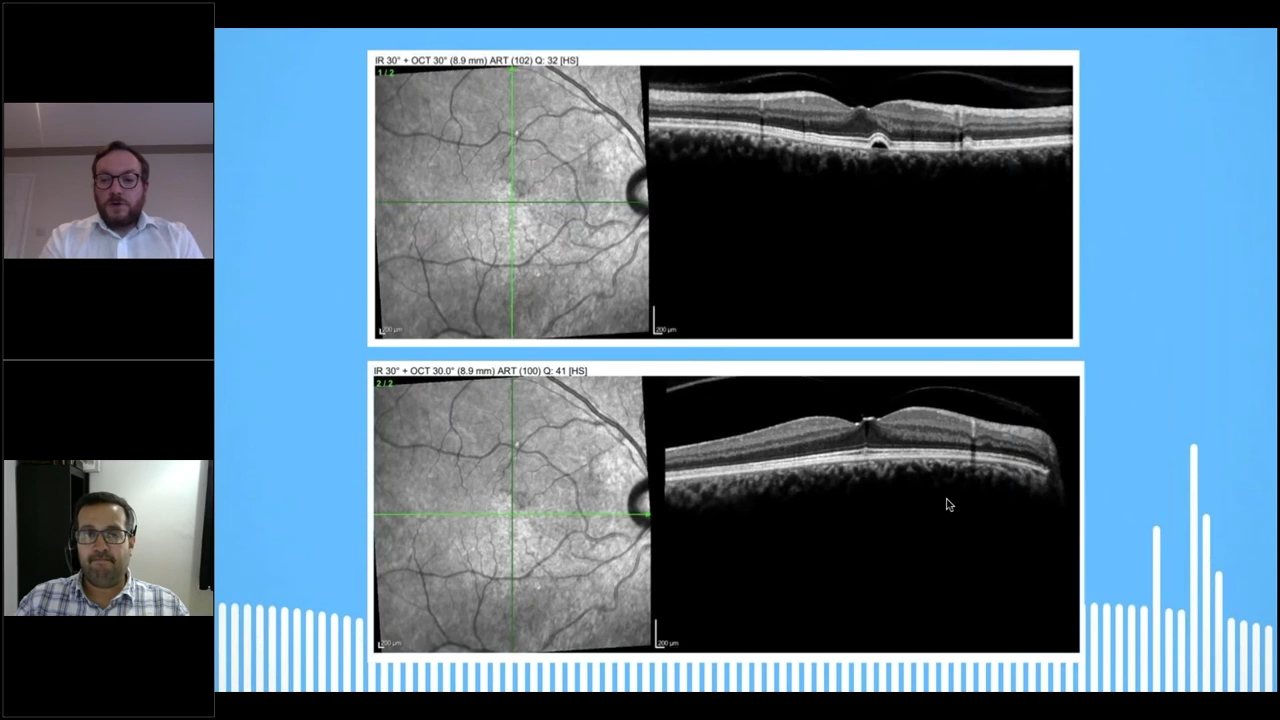 IR 30° + OCT 30° (8.9 mm) ART (102) Q: 32 [HS]
1 / 2
200 µm
200 µm
IR 30° + OCT 30.0° (8.9 mm) ART (100) Q: 41 [HS]
2 / 2
200 µm
200 µm